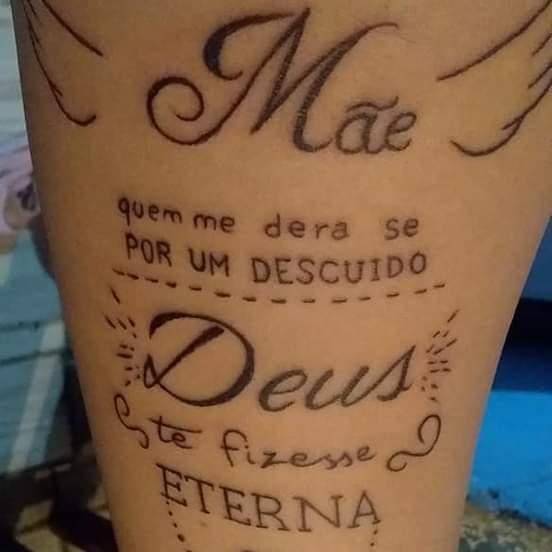 Mãe
quem me dera se
POR UM DESCUIDO
Deus
te fizesse
ETERNA